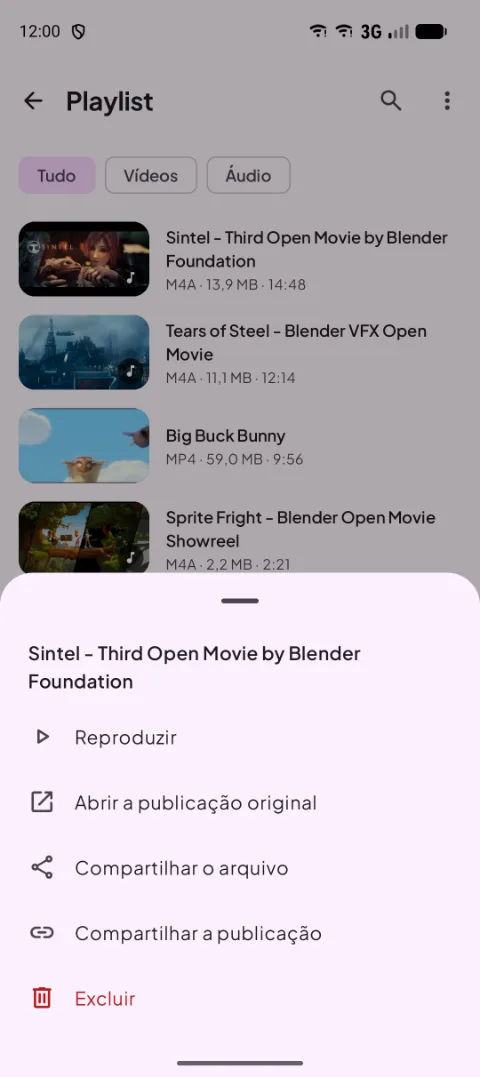 12:00
3G
Playlist
Tudo
Vídeos
Áudio
SINTEL
Sintel - Third Open Movie by Blender
Foundation
M4A · 13,9 MB · 14:48
Tears of Steel - Blender VFX Open
Movie
M4A · 11,1 MB · 12:14
Big Buck Bunny
MP4 · 59,0 MB · 9:56
Sprite Fright - Blender Open Movie
Showreel
M4A · 2,2 MB · 2:21
Sintel - Third Open Movie by Blender
Foundation
Reproduzir
Abrir a publicação original
Compartilhar o arquivo
Compartilhar a publicação
Excluir